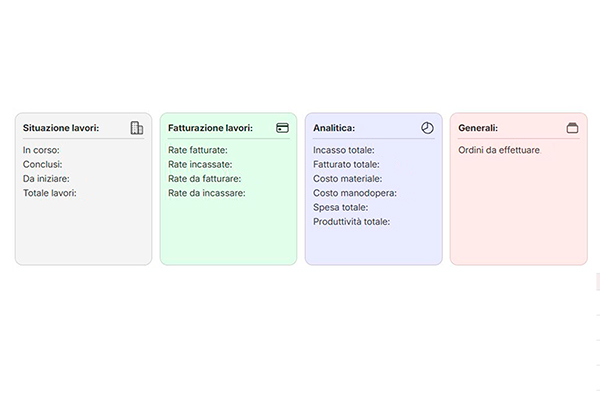 Situazione lavori:
In corso:
Conclusi:
Da iniziare:
Totale lavori:
Fatturazione lavori:
Rate fatturate:
Rate incassate:
Rate da fatturare:
Rate da incassare:
Analitica:
Incasso totale:
Fatturato totale:
Costo materiale:
Costo manodopera:
Spesa totale:
Produttività totale:
Generali:
Ordini da effettuare